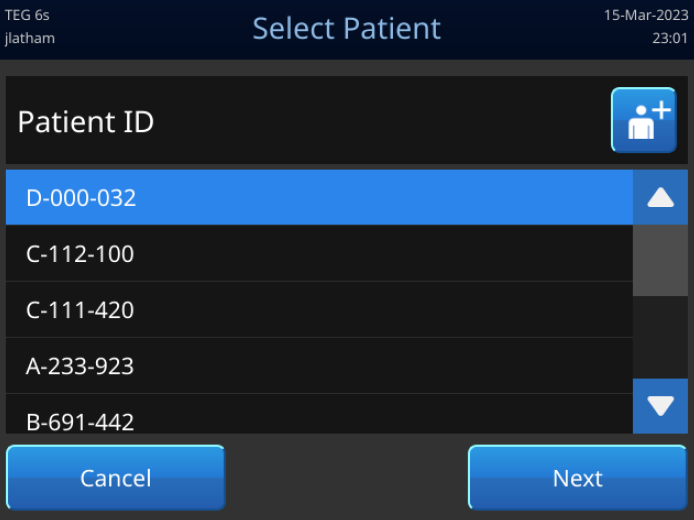 TEG 6s
jlatham
Select Patient
15-Mar-2023
23:01
Patient ID
D-000-032
C-112-100
C-111-420
A-233-923
B-691-442
Cancel
Next